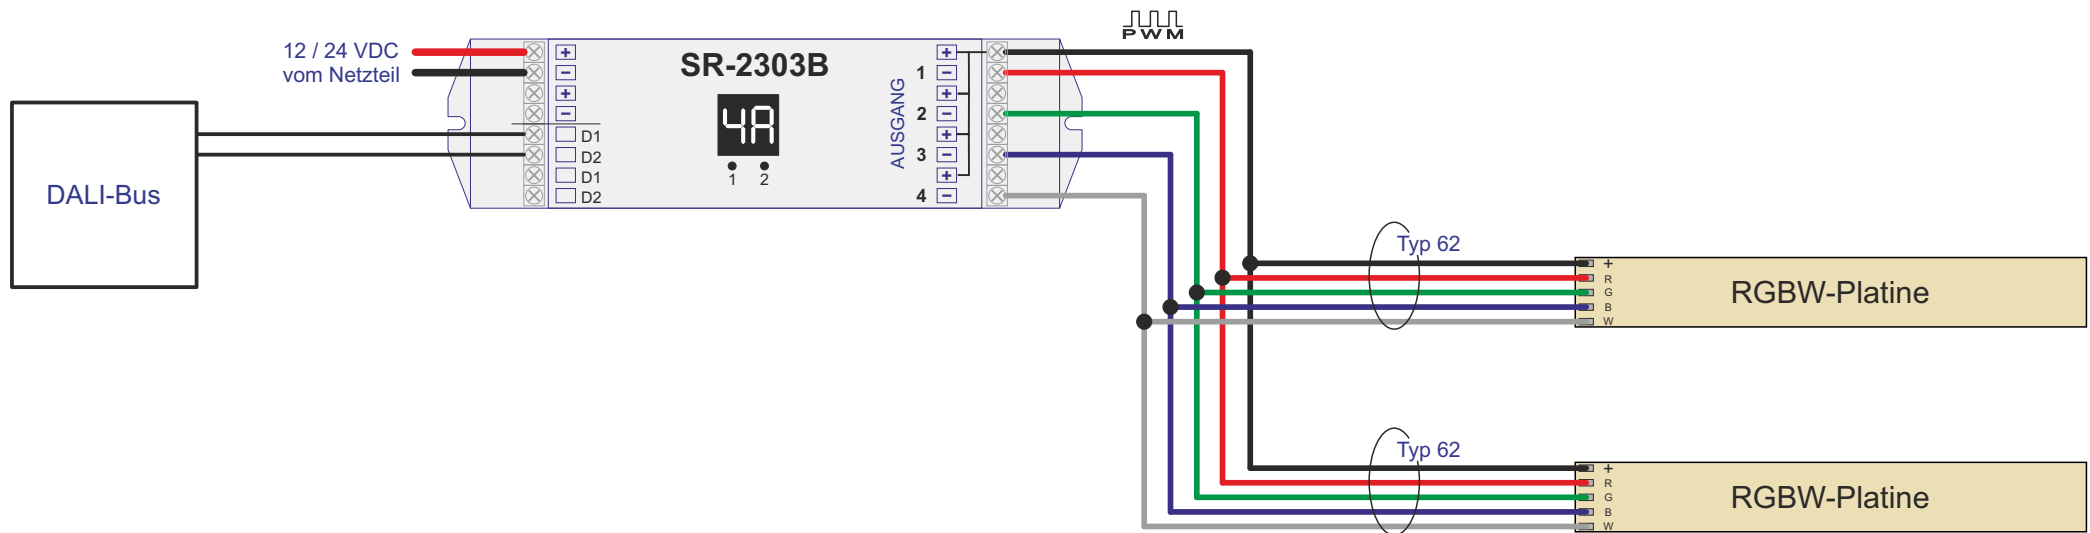 PWM
12 / 24 VDC
vom Netzteil
+
−
+
−
D1
D2
D1
D2
SR-2303B
4A
1 2
AUSGANG
+
1 −
+
2 −
+
3 −
+
4 −
DALI-Bus
Typ 62
+
R
G
B
W
RGBW-Platine
Typ 62
+
R
G
B
W
RGBW-Platine